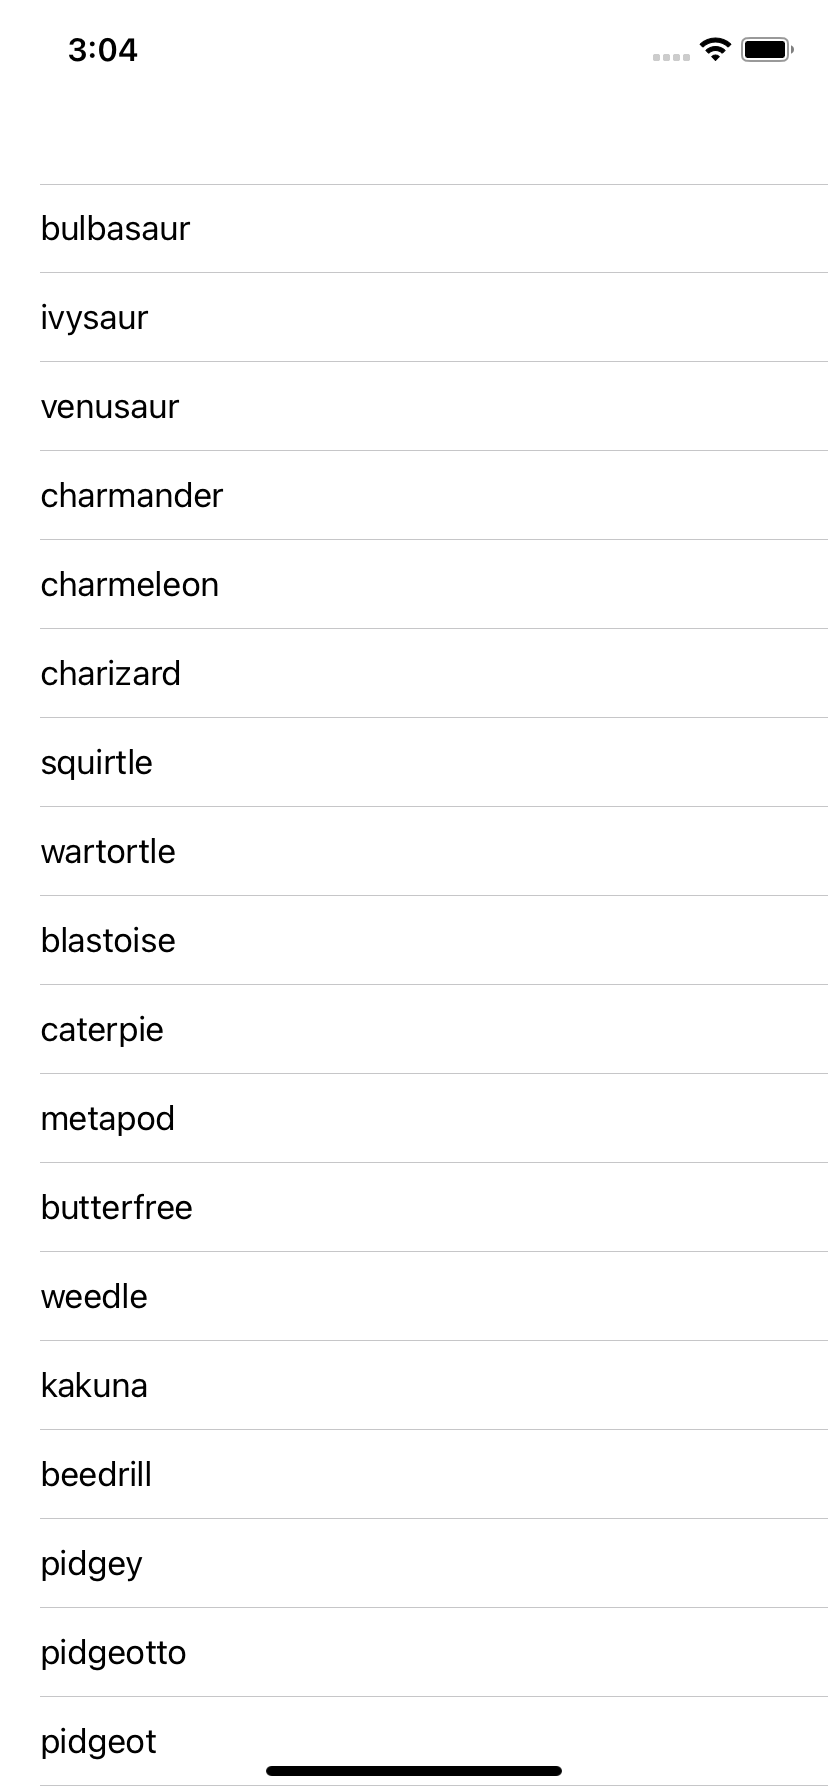 3:04
bulbasaur
ivysaur
venusaur
charmander
charmeleon
charizard
squirtle
wartortle
blastoise
caterpie
metapod
butterfree
weedle
kakuna
beedrill
pidgey
pidgeotto
pidgeot